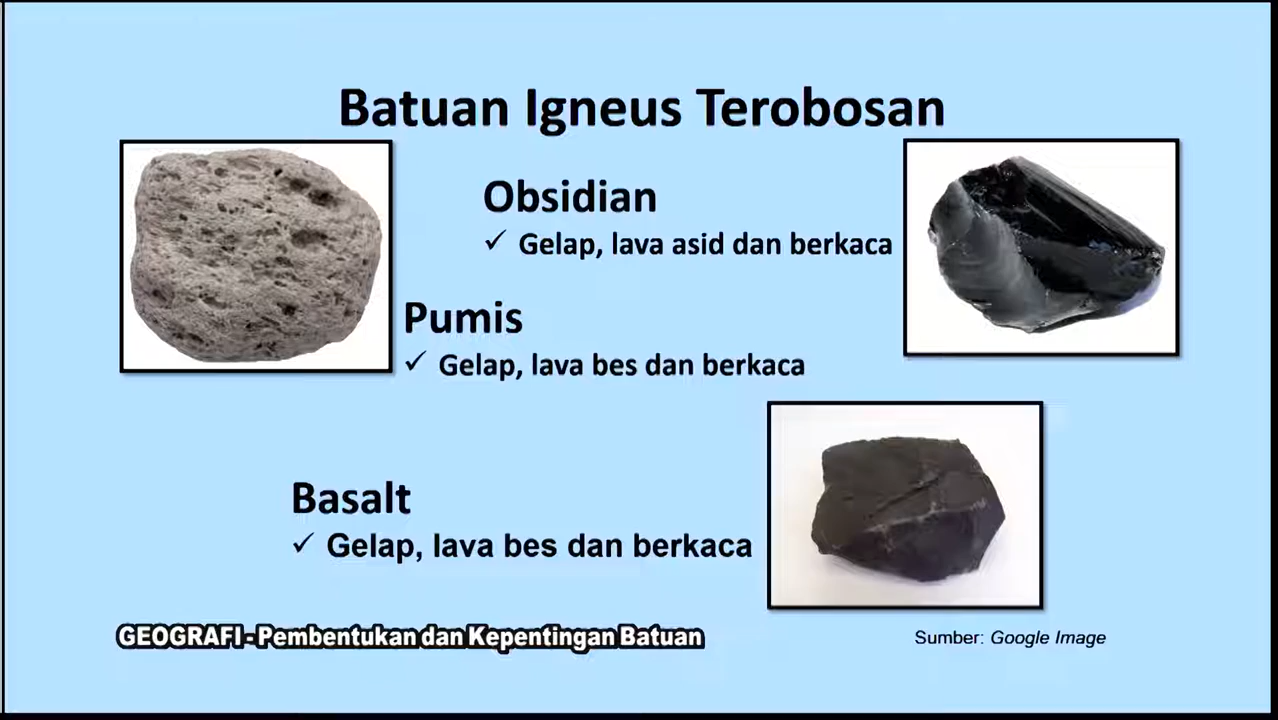 Batuan Igneus Terobosan
Obsidian
✓ Gelap, lava asid dan berkaca
Pumis
✓ Gelap, lava bes dan berkaca
Basalt
✓ Gelap, lava bes dan berkaca
GEOGRAFI - Pembentukan dan Kepentingan Batuan
Sumber: Google Image